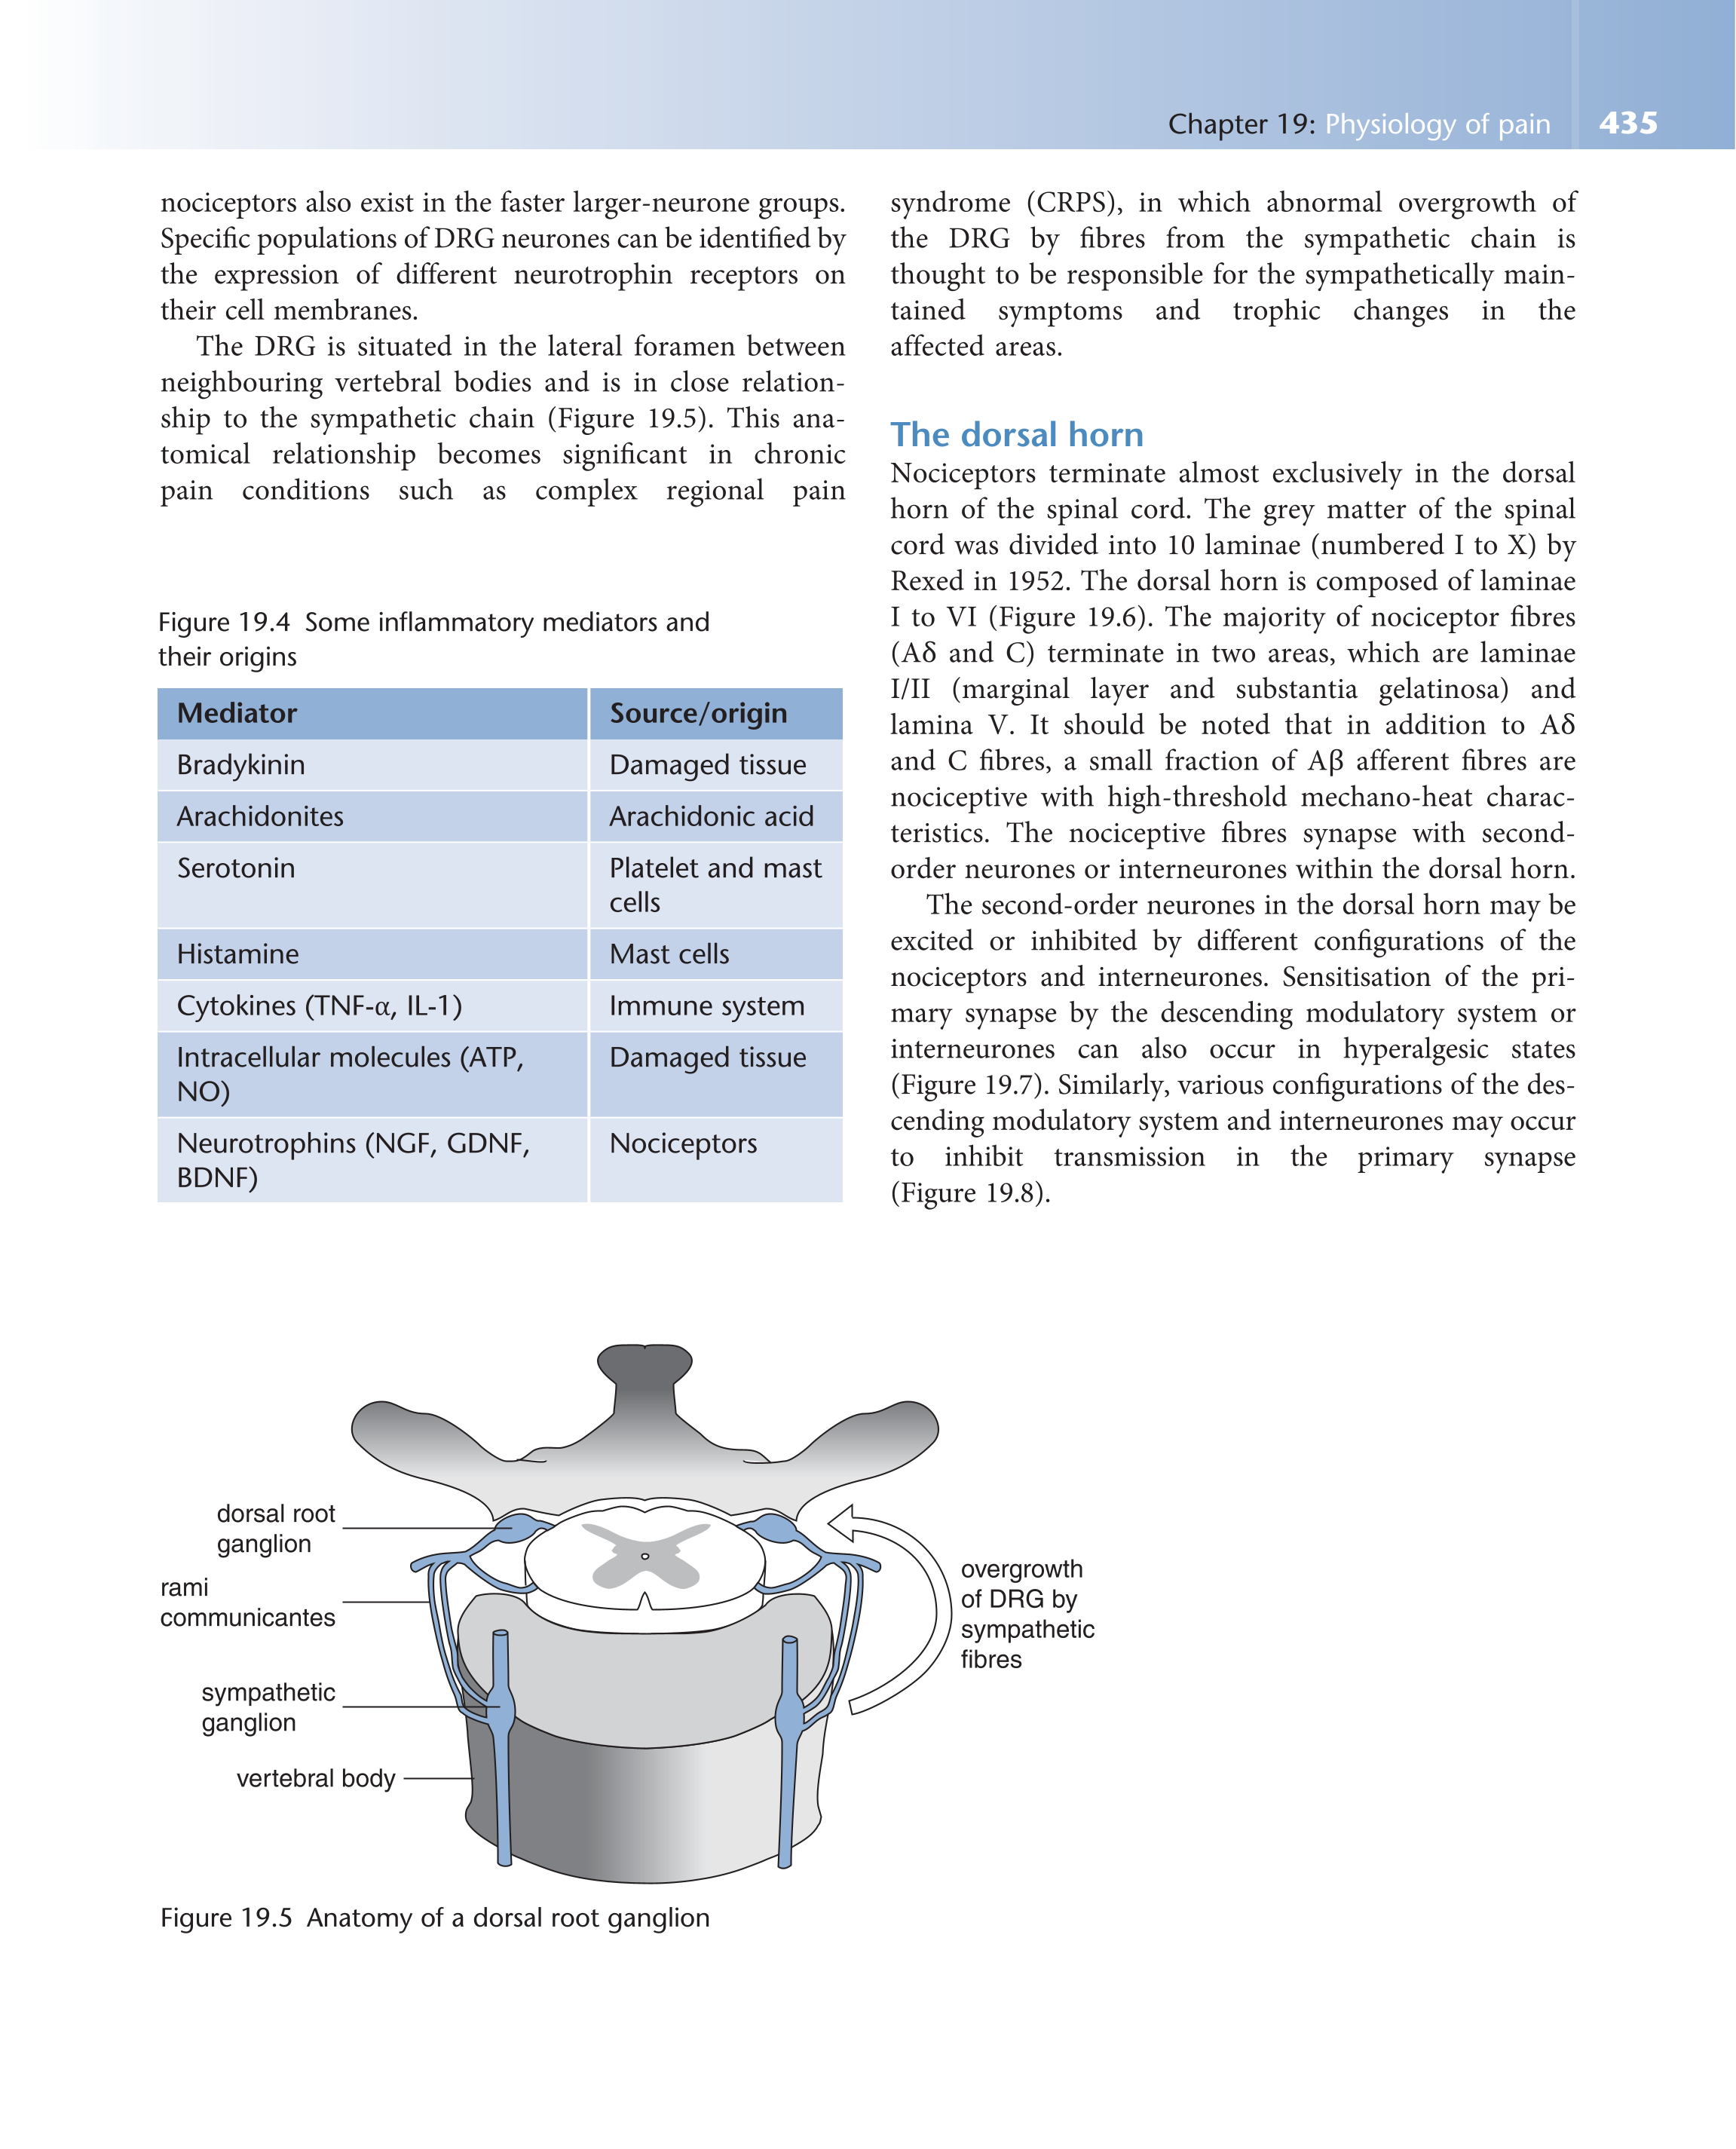 Chapter 19: Physiology of pain 435
nociceptors also exist in the faster larger-neurone groups.
Specific populations of DRG neurones can be identified by
the expression of different neurotrophin receptors on
their cell membranes.
The DRG is situated in the lateral foramen between
neighbouring vertebral bodies and is in close relation-
ship to the sympathetic chain (Figure 19.5). This ana-
tomical relationship becomes significant in chronic
pain conditions such as complex regional pain
Figure 19.4 Some inflammatory mediators and
their origins
Mediator Source/origin
Bradykinin Damaged tissue
Arachidonites Arachidonic acid
Serotonin Platelet and mast
cells
Histamine Mast cells
Cytokines (TNF-α, IL-1) Immune system
Intracellular molecules (ATP, Damaged tissue
NO)
Neurotrophins (NGF, GDNF, Nociceptors
BDNF)
syndrome (CRPS), in which abnormal overgrowth of
the DRG by fibres from the sympathetic chain is
thought to be responsible for the sympathetically main-
tained symptoms and trophic changes in the
affected areas.
The dorsal horn
Nociceptors terminate almost exclusively in the dorsal
horn of the spinal cord. The grey matter of the spinal
cord was divided into 10 laminae (numbered I to X) by
Rexed in 1952. The dorsal horn is composed of laminae
I to VI (Figure 19.6). The majority of nociceptor fibres
(Aδ and C) terminate in two areas, which are laminae
I/II (marginal layer and substantia gelatinosa) and
lamina V. It should be noted that in addition to Aδ
and C fibres, a small fraction of Aβ afferent fibres are
nociceptive with high-threshold mechano-heat charac-
teristics. The nociceptive fibres synapse with second-
order neurones or interneurones within the dorsal horn.
The second-order neurones in the dorsal horn may be
excited or inhibited by different configurations of the
nociceptors and interneurones. Sensitisation of the pri-
mary synapse by the descending modulatory system or
interneurones can also occur in hyperalgesic states
(Figure 19.7). Similarly, various configurations of the des-
cending modulatory system and interneurones may occur
to inhibit transmission in the primary synapse
(Figure 19.8).
dorsal root
ganglion
rami
communicantes
sympathetic
ganglion
vertebral body
overgrowth
of DRG by
sympathetic
fibres
Figure 19.5 Anatomy of a dorsal root ganglion